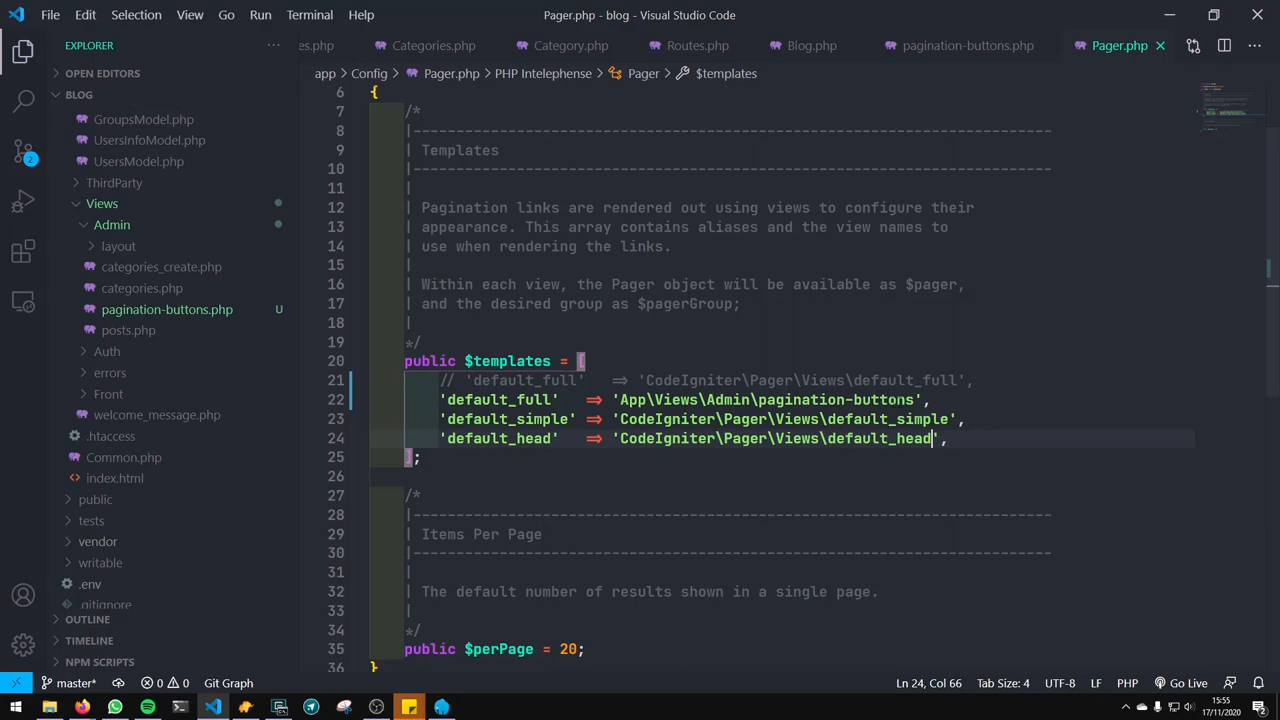 File Edit Selection View Go Run Terminal Help
Pager.php - blog - Visual Studio Code
EXPLORER
es.php Categories.php Category.php Routes.php Blog.php pagination-buttons.php Pager.php
OPEN EDITORS
BLOG
GroupsModel.php
UsersInfoModel.php
UsersModel.php
ThirdParty
Views
Admin
layout
categories_create.php
categories.php
pagination-buttons.php U
posts.php
Auth
errors
Front
welcome_message.php
.htaccess
Common.php
index.html
public
tests
vendor
writable
.env
.gitignore
OUTLINE
TIMELINE
NPM SCRIPTS
2
app > Config > Pager.php > PHP Intelephense > Pager > $templates
6 {
7 /*
8 |--------------------------------------------------------------------------
9 | Templates
10 |--------------------------------------------------------------------------
11 |
12 | Pagination links are rendered out using views to configure their
13 | appearance. This array contains aliases and the view names to
14 | use when rendering the links.
15 |
16 | Within each view, the Pager object will be available as $pager,
17 | and the desired group as $pagerGroup;
18 |
19 */
20 public $templates = [
21 // 'default_full' => 'CodeIgniter\Pager\Views\default_full',
22 'default_full' => 'App\Views\Admin\pagination-buttons',
23 'default_simple' => 'CodeIgniter\Pager\Views\default_simple',
24 'default_head' => 'CodeIgniter\Pager\Views\default_head',
25 ];
26
27 /*
28 |--------------------------------------------------------------------------
29 | Items Per Page
30 |--------------------------------------------------------------------------
31 |
32 | The default number of results shown in a single page.
33 |
34 */
35 public $perPage = 20;
36 }
master* 0 0 Git Graph
Ln 24, Col 66 Tab Size: 4 UTF-8 LF PHP Go Live
15:55
17/11/2020
2